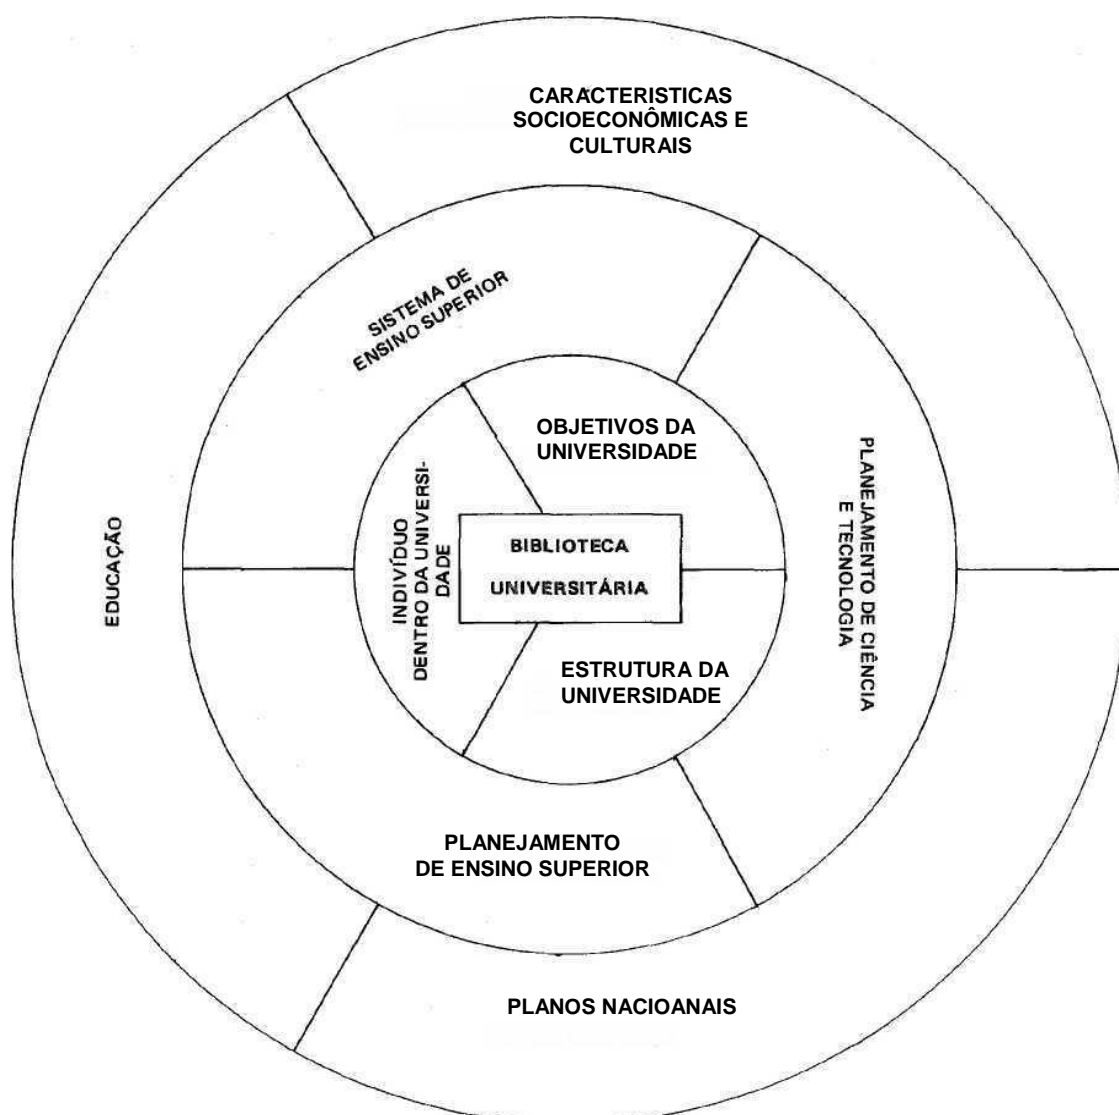 CARACTERISTICAS
SOCIOECONÔMICAS E
CULTURAIS
SISTEMA DE
ENSINO SUPERIOR
OBJETIVOS DA
UNIVERSIDADE
EDUCAÇÃO
INDIVÍDUO
DENTRO DA UNIVERSI-
DADE
BIBLIOTECA
UNIVERSITÁRIA
PLANEJAMENTO DE CIÊNCIA
E TECNOLOGIA
ESTRUTURA DA
UNIVERSIDADE
PLANEJAMENTO
DE ENSINO SUPERIOR
PLANOS NACIOANAIS